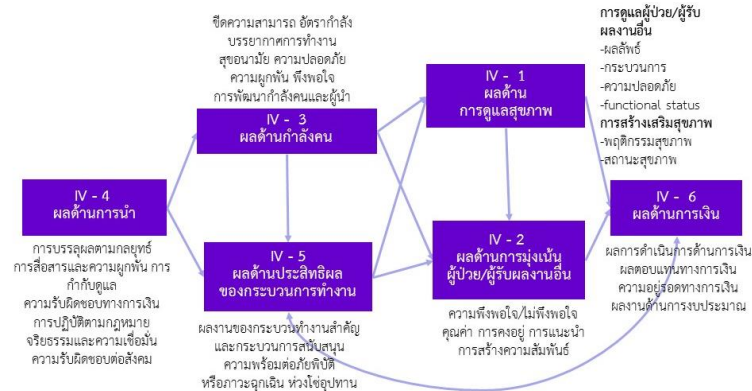 ขีดความสามารถ อัตรากำลัง
บรรยากาศการทำงาน
สุขอนามัย ความปลอดภัย
ความผูกพัน พึงพอใจ
การพัฒนากำลังคนและผู้นำ
การดูแลผู้ป่วย/ผู้รับ
ผลงานอื่น
-ผลลัพธ์
-กระบวนการ
-ความปลอดภัย
-functional status
การสร้างเสริมสุขภาพ
-พฤติกรรมสุขภาพ
-สถานะสุขภาพ
IV - 1
ผลด้าน
การดูแลสุขภาพ
IV - 3
ผลด้านกำลังคน
IV - 4
ผลด้านการนำ
การบรรลุผลตามกลยุทธ์
การสื่อสารและความผูกพัน การ
กำกับดูแล
ความรับผิดชอบทางการเงิน
การปฏิบัติตามกฎหมาย
จริยธรรมและความเชื่อมั่น
ความรับผิดชอบต่อสังคม
IV - 5
ผลด้านประสิทธิผล
ของกระบวนการทำงาน
ผลงานของกระบวนทำงานสำคัญ
และกระบวนการสนับสนุน
ความพร้อมต่อภัยพิบัติ
หรือภาวะฉุกเฉิน ห่วงโซ่อุปทาน
IV - 2
ผลด้านการมุ่งเน้น
ผู้ป่วย/ผู้รับผลงานอื่น
ความพึงพอใจ/ไม่พึงพอใจ
คุณค่า การคงอยู่ การแนะนำ
การสร้างความสัมพันธ์
IV - 6
ผลด้านการเงิน
ผลการดำเนินการด้านการเงิน
ผลตอบแทนทางการเงิน
ความอยู่รอดทางการเงิน
ผลงานด้านการงบประมาณ